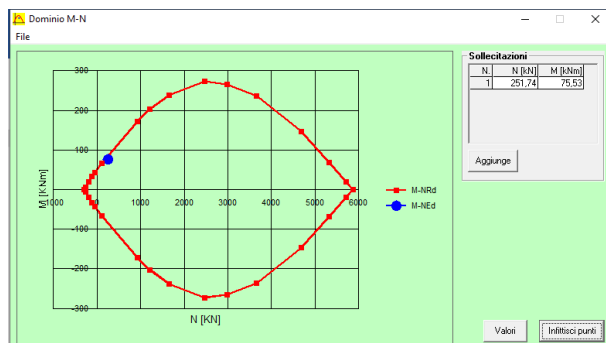 Dominio M-N
File
300
200
100
0
-100
-200
-300
M [KNm]
-1000
0
1000
2000
3000
4000
5000
6000
N [KN]
M-NRd
M-NEd
Sollecitazioni
N. N [kN] M [kNm]
1 251,74 75,53
Aggiunge
Valori
Infittisci punti